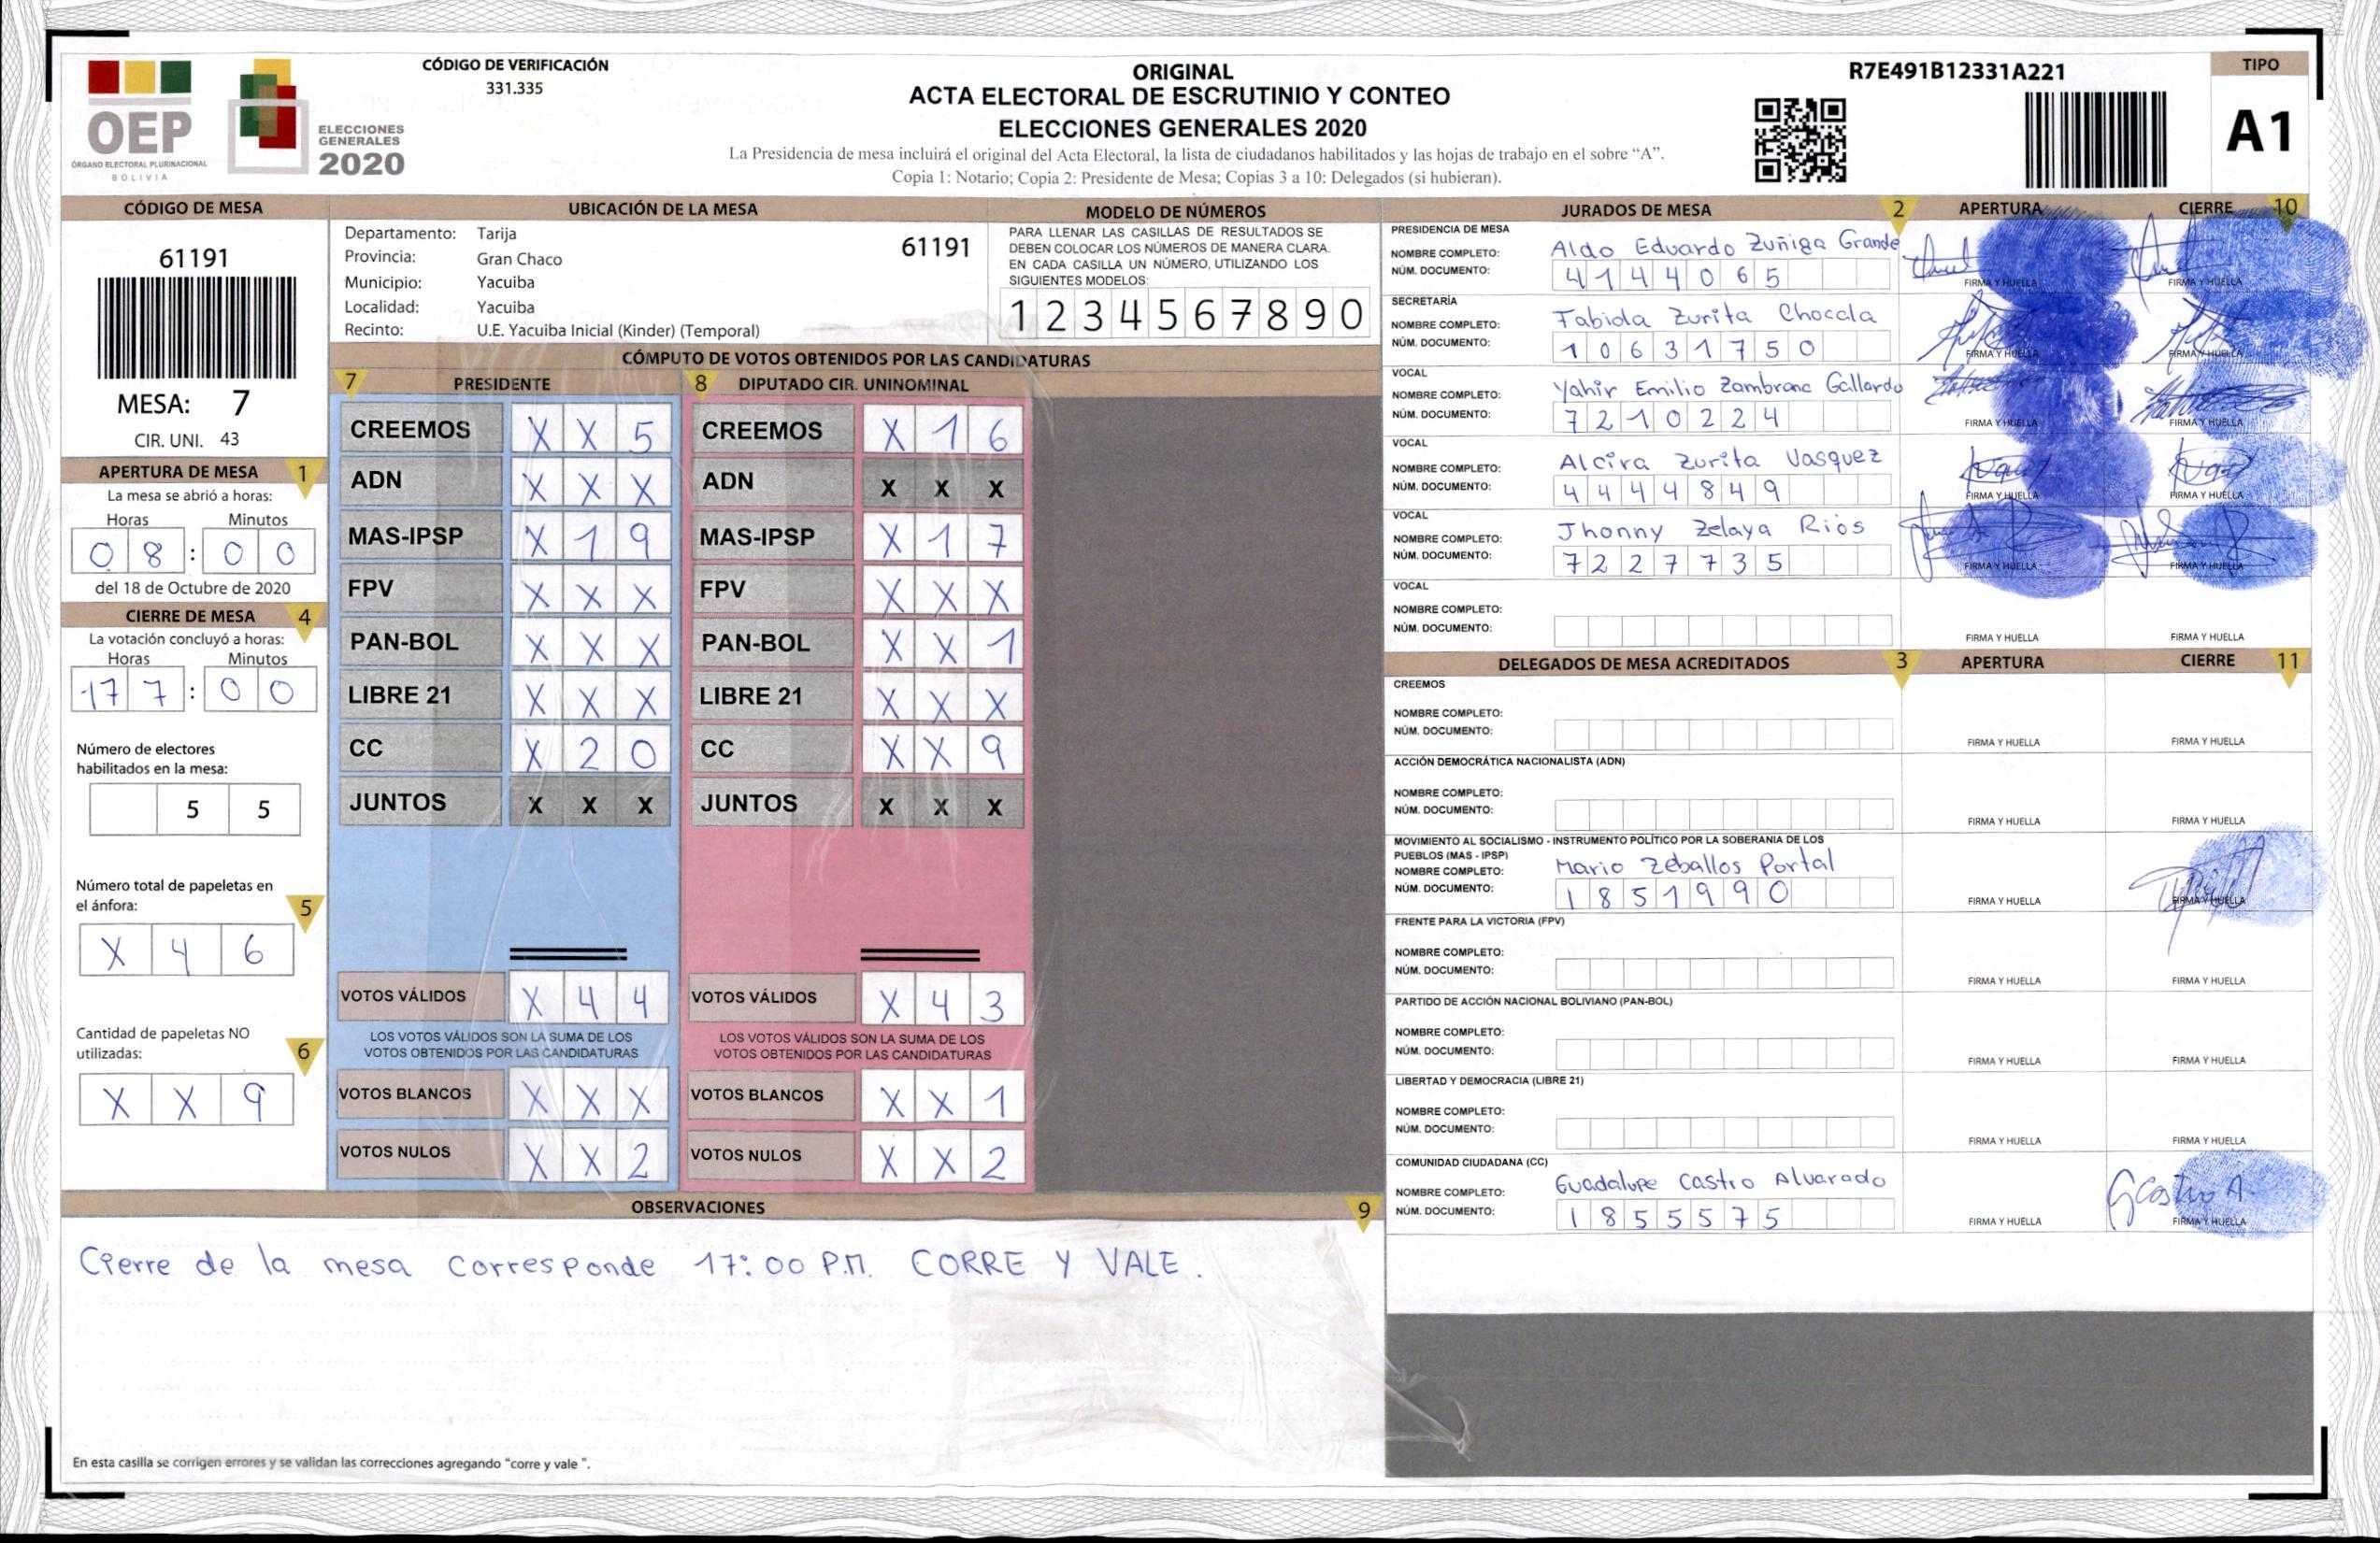 OEP
ÓRGANO ELECTORAL PLURINACIONAL
BOLIVIA
ELECCIONES
GENERALES
2020
CÓDIGO DE VERIFICACIÓN
331.335
ORIGINAL
ACTA ELECTORAL DE ESCRUTINIO Y CONTEO
ELECCIONES GENERALES 2020
La Presidencia de mesa incluirá el original del Acta Electoral, la lista de ciudadanos habilitados y las hojas de trabajo en el sobre “A”.
Copia 1: Notario; Copia 2: Presidente de Mesa; Copias 3 a 10: Delegados (si hubieran).
R7E491B12331A221
TIPO
A1
CÓDIGO DE MESA
61191
MESA: 7
CIR. UNI. 43
APERTURA DE MESA 1
La mesa se abrió a horas:
Horas Minutos
0 8 : 0 0
del 18 de Octubre de 2020
CIERRE DE MESA 4
La votación concluyó a horas:
Horas Minutos
17 7 : 0 0
Número de electores
habilitados en la mesa:
5 5
Número total de papeletas en
el ánfora: 5
X 4 6
Cantidad de papeletas NO
utilizadas: 6
X X 9
UBICACIÓN DE LA MESA
Departamento: Tarija
61191
Provincia: Gran Chaco
Municipio: Yacuiba
Localidad: Yacuiba
Recinto: U.E. Yacuiba Inicial (Kinder) (Temporal)
MODELO DE NÚMEROS
PARA LLENAR LAS CASILLAS DE RESULTADOS SE
DEBEN COLOCAR LOS NÚMEROS DE MANERA CLARA.
EN CADA CASILLA UN NÚMERO, UTILIZANDO LOS
SIGUIENTES MODELOS:
1 2 3 4 5 6 7 8 9 0
CÓMPUTO DE VOTOS OBTENIDOS POR LAS CANDIDATURAS
7 PRESIDENTE
CREEMOS X X 5
ADN X X X
MAS-IPSP X 1 9
FPV X X X
PAN-BOL X X X
LIBRE 21 X X X
CC X 2 0
JUNTOS X X X
VOTOS VÁLIDOS X 4 4
LOS VOTOS VÁLIDOS SON LA SUMA DE LOS
VOTOS OBTENIDOS POR LAS CANDIDATURAS
VOTOS BLANCOS X X X
VOTOS NULOS X X 2
8 DIPUTADO CIR. UNINOMINAL
CREEMOS X 1 6
ADN X X X
MAS-IPSP X 1 7
FPV X X X
PAN-BOL X X 1
LIBRE 21 X X X
CC X X 9
JUNTOS X X X
VOTOS VÁLIDOS X 4 3
LOS VOTOS VÁLIDOS SON LA SUMA DE LOS
VOTOS OBTENIDOS POR LAS CANDIDATURAS
VOTOS BLANCOS X X 1
VOTOS NULOS X X 2
OBSERVACIONES 9
Cierre de la mesa corresponde 17:00 P.M. CORRE Y VALE.
En esta casilla se corrigen errores y se validan las correcciones agregando “corre y vale ”.
JURADOS DE MESA 2 APERTURA CIERRE 10
PRESIDENCIA DE MESA
NOMBRE COMPLETO: Aldo Eduardo Zuñiga Grande
NÚM. DOCUMENTO: 4 1 4 4 0 6 5
FIRMA Y HUELLA FIRMA Y HUELLA
SECRETARÍA
NOMBRE COMPLETO: Fabiola Zurita Chocala
NÚM. DOCUMENTO: 1 0 6 3 1 7 5 0
FIRMA Y HUELLA FIRMA Y HUELLA
VOCAL
NOMBRE COMPLETO: Yahir Emilio Zambrana Gallardo
NÚM. DOCUMENTO: 7 2 1 0 2 2 4
FIRMA Y HUELLA FIRMA Y HUELLA
VOCAL
NOMBRE COMPLETO: Alcira Zurita Vasquez
NÚM. DOCUMENTO: 4 4 4 4 8 4 9
FIRMA Y HUELLA FIRMA Y HUELLA
VOCAL
NOMBRE COMPLETO: Jhonny Zelaya Rios
NÚM. DOCUMENTO: 7 2 2 7 7 3 5
FIRMA Y HUELLA FIRMA Y HUELLA
VOCAL
NOMBRE COMPLETO:
NÚM. DOCUMENTO:
FIRMA Y HUELLA FIRMA Y HUELLA
DELEGADOS DE MESA ACREDITADOS 3 APERTURA CIERRE 11
CREEMOS
NOMBRE COMPLETO:
NÚM. DOCUMENTO:
FIRMA Y HUELLA FIRMA Y HUELLA
ACCIÓN DEMOCRÁTICA NACIONALISTA (ADN)
NOMBRE COMPLETO:
NÚM. DOCUMENTO:
FIRMA Y HUELLA FIRMA Y HUELLA
MOVIMIENTO AL SOCIALISMO - INSTRUMENTO POLÍTICO POR LA SOBERANIA DE LOS
PUEBLOS (MAS - IPSP)
NOMBRE COMPLETO: Mario Zeballos Portal
NÚM. DOCUMENTO: 1 8 5 1 9 9 0
FIRMA Y HUELLA FIRMA Y HUELLA
FRENTE PARA LA VICTORIA (FPV)
NOMBRE COMPLETO:
NÚM. DOCUMENTO:
FIRMA Y HUELLA FIRMA Y HUELLA
PARTIDO DE ACCIÓN NACIONAL BOLIVIANO (PAN-BOL)
NOMBRE COMPLETO:
NÚM. DOCUMENTO:
FIRMA Y HUELLA FIRMA Y HUELLA
LIBERTAD Y DEMOCRACIA (LIBRE 21)
NOMBRE COMPLETO:
NÚM. DOCUMENTO:
FIRMA Y HUELLA FIRMA Y HUELLA
COMUNIDAD CIUDADANA (CC)
NOMBRE COMPLETO: Guadalupe Castro Alvarado
NÚM. DOCUMENTO: 1 8 5 5 5 7 5
GCastro A.
FIRMA Y HUELLA FIRMA Y HUELLA